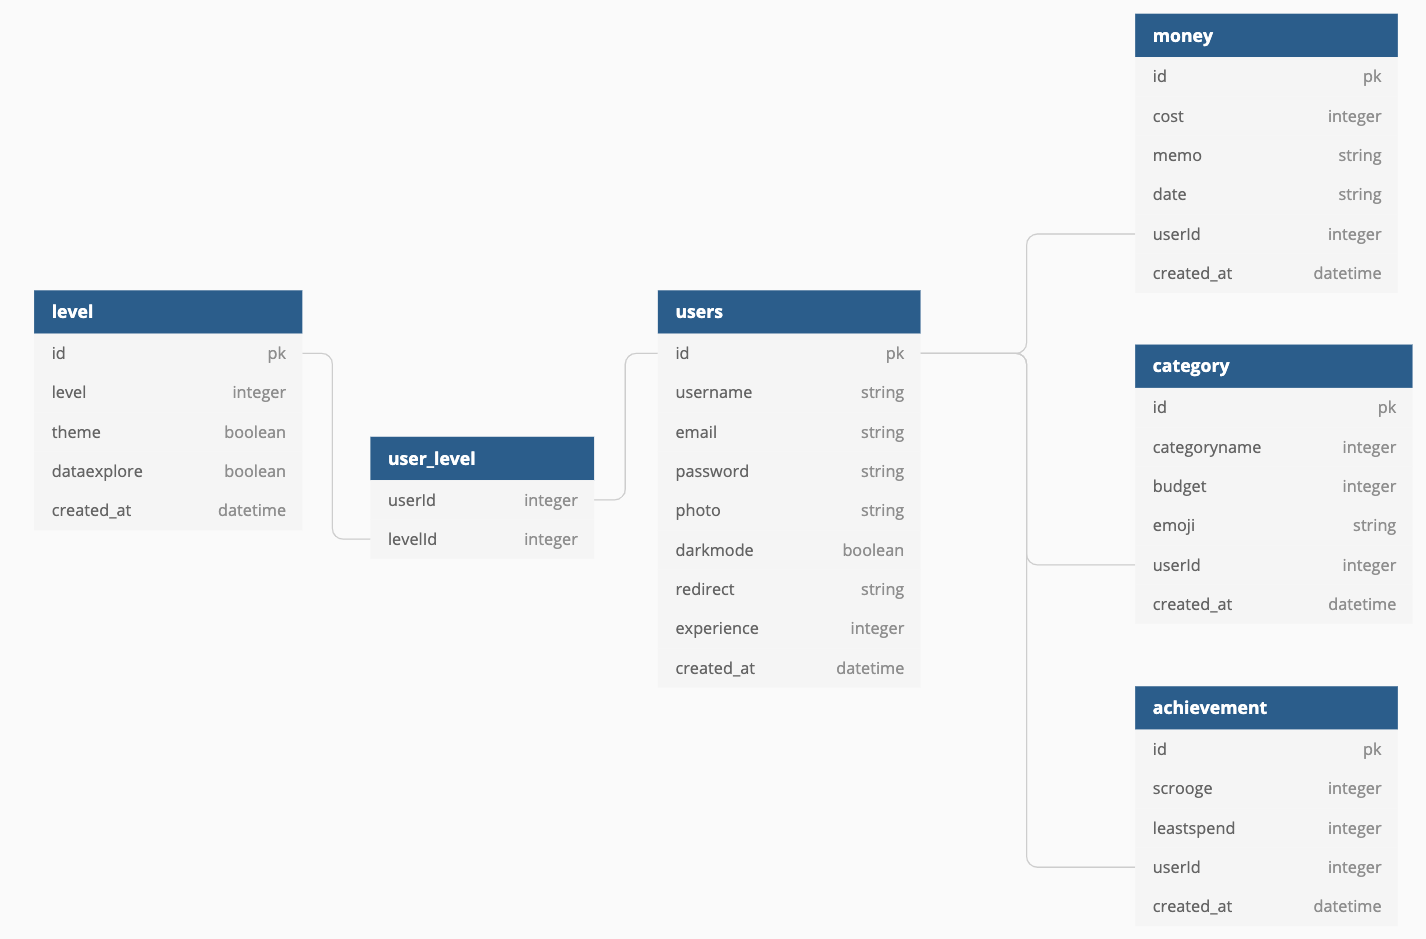 level
id pk
level integer
theme boolean
dataexplore boolean
created_at datetime
user_level
userId integer
levelId integer
users
id pk
username string
email string
password string
photo string
darkmode boolean
redirect string
experience integer
created_at datetime
money
id pk
cost integer
memo string
date string
userId integer
created_at datetime
category
id pk
categoryname integer
budget integer
emoji string
userId integer
created_at datetime
achievement
id pk
scrooge integer
leastspend integer
userId integer
created_at datetime